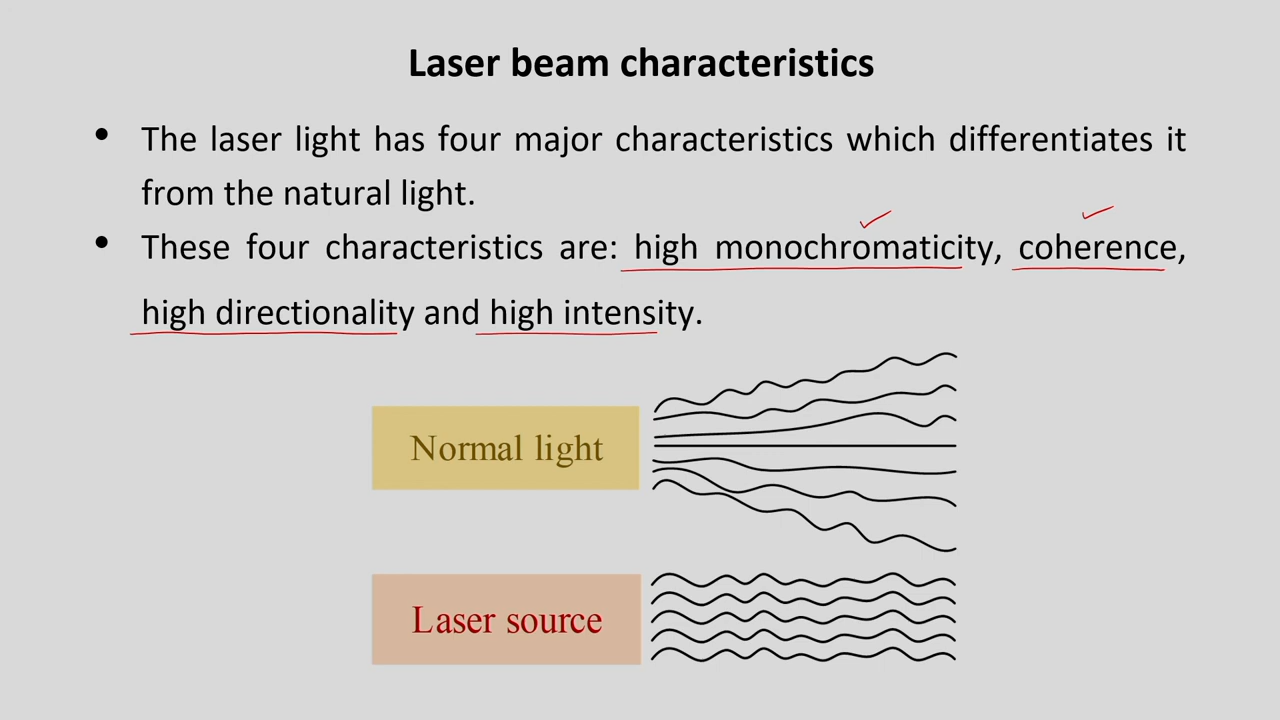 Laser beam characteristics
• The laser light has four major characteristics which differentiates it
from the natural light.
• These four characteristics are: high monochromaticity, coherence,
high directionality and high intensity.
Normal light
Laser source